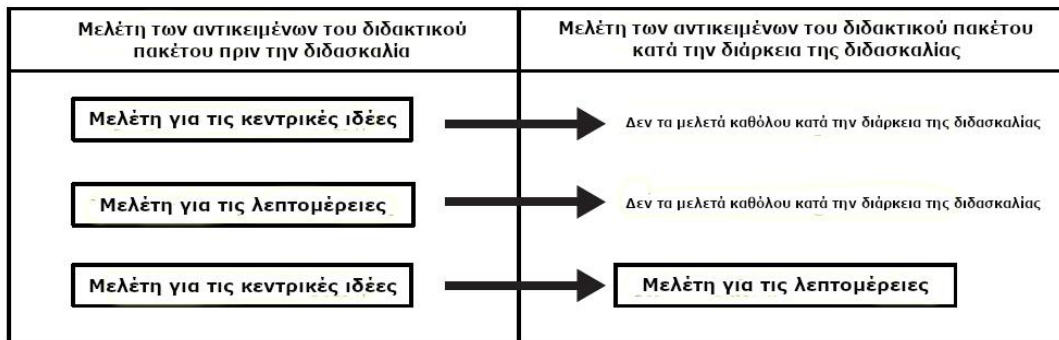 Μελέτη των αντικειμένων του διδακτικού
πακέτου πριν την διδασκαλία
Μελέτη των αντικειμένων του διδακτικού πακέτου
κατά την διάρκεια της διδασκαλίας
Μελέτη για τις κεντρικές ιδέες
Δεν τα μελετά καθόλου κατά την διάρκεια της διδασκαλίας
Μελέτη για τις λεπτομέρειες
Δεν τα μελετά καθόλου κατά την διάρκεια της διδασκαλίας
Μελέτη για τις κεντρικές ιδέες
Μελέτη για τις λεπτομέρειες